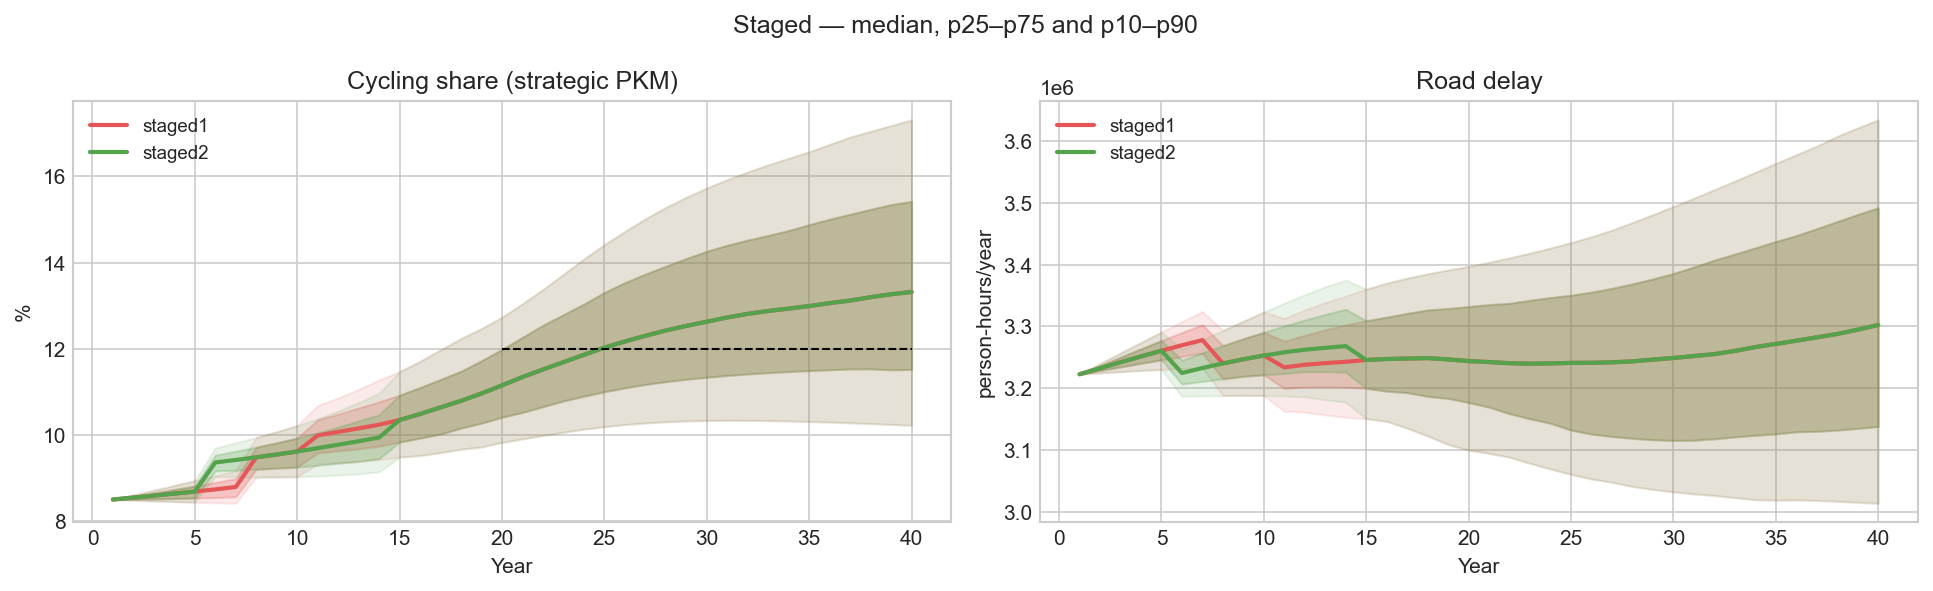 Staged — median, p25–p75 and p10–p90
Cycling share (strategic PKM)
staged1
staged2
%
16
14
12
10
8
0 5 10 15 20 25 30 35 40
Year
Road delay
1e6
staged1
staged2
person-hours/year
3.6
3.5
3.4
3.3
3.2
3.1
3.0
0 5 10 15 20 25 30 35 40
Year